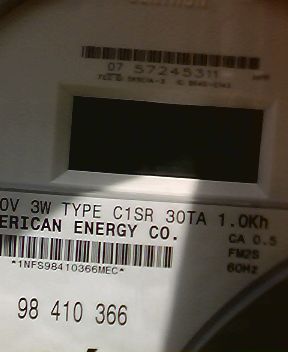 07 57245311
0V 3W TYPE C1SR 30TA 1.0Kh
ERICAN ENERGY CO.
CA 0.5
FM2S
60Hz
*1NFS98410366MEC*
98 410 366